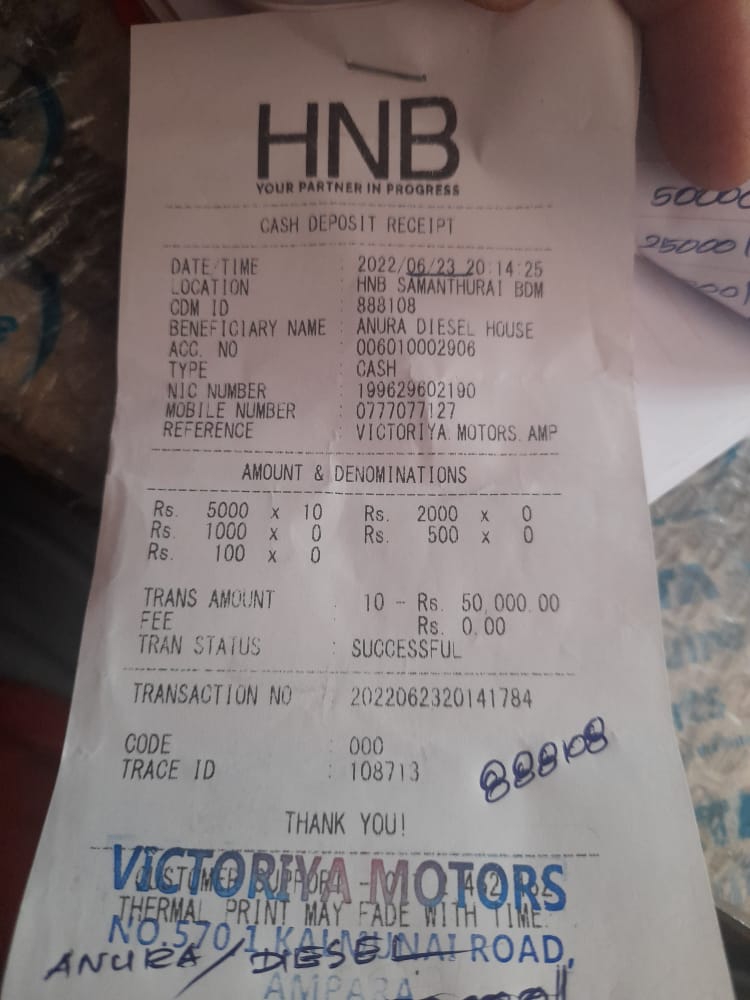 HNB
YOUR PARTNER IN PROGRESS
CASH DEPOSIT RECEIPT
DATE/TIME : 2022/06/23 20:14:25
LOCATION : HNB SAMANTHURAI BDM
CDM ID : 888108
BENEFICIARY NAME : ANURA DIESEL HOUSE
ACC. NO : 006010002906
TYPE : CASH
NIC NUMBER : 199629602190
MOBILE NUMBER : 0777077127
REFERENCE : VICTORIYA. MOTORS. AMP
AMOUNT & DENOMINATIONS
Rs. 5000 x 10 Rs. 2000 x 0
Rs. 1000 x 0 Rs. 500 x 0
Rs. 100 x 0
TRANS AMOUNT : 10 - Rs. 50,000.00
FEE Rs. 0.00
TRAN STATUS : SUCCESSFUL
TRANSACTION NO : 2022062320141784
CODE : 000
TRACE ID : 108713
888108
THANK YOU!
VICTORIYA MOTORS
CUSTOMER SUPPORT -
THERMAL PRINT MAY FADE WITH TIME.
KALMUNAI ROAD,
ANURA/DIESEL
AMPARA
50000
25000